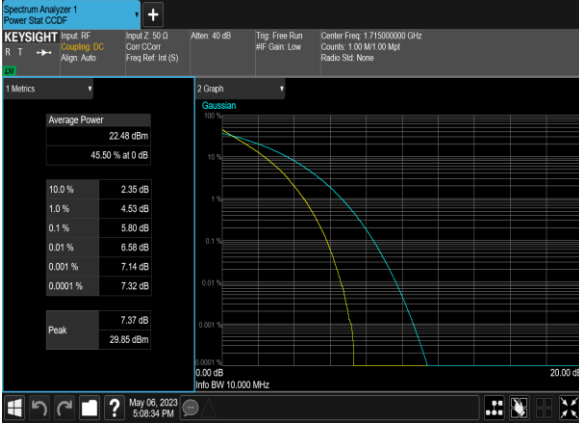 Spectrum Analyzer 1
Power Stat CCDF
+
KEYSIGHT
R T
Input: RF
Coupling: DC
Align: Auto
Input Z: 50 Ω
Corr CCorr
Freq Ref: Int (S)
Atten: 40 dB
Trig: Free Run
#IF Gain: Low
Center Freq: 1.715000000 GHz
Counts: 1.00 M/1.00 Mpt
Radio Std: None
1 Metrics
Average Power
22.48 dBm
45.50 % at 0 dB
10.0 % 2.35 dB
1.0 % 4.53 dB
0.1 % 5.80 dB
0.01 % 6.58 dB
0.001 % 7.14 dB
0.0001 % 7.32 dB
Peak
7.37 dB
29.85 dBm
2 Graph
Gaussian
100 %
10 %
1 %
0.1 %
0.01 %
0.001 %
0.0001 %
0.00 dB
20.00 dB
Info BW 10.000 MHz
?
May 06, 2023
5:08:34 PM